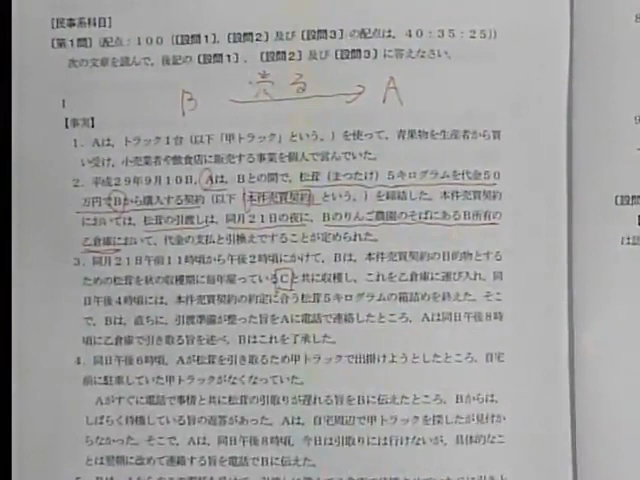 [民事系科目]
〔第1問〕(配点：100〔〔設問1〕,〔設問2〕及び〔設問3〕の配点は，40：35：25〕)
次の文章を読んで，後記の〔設問1〕，〔設問2〕及び〔設問3〕に答えなさい。
B 売る A
I
【事実】
1．Aは，トラック1台（以下「甲トラック」という。）を使って，青果物を生産者から買
い受け，小売業者や飲食店に販売する事業を個人で営んでいた。
2．平成29年9月10日，Aは，Bとの間で，松茸（まつたけ）5キログラムを代金50
万円でBから購入する契約（以下「本件売買契約」という。）を締結した。本件売買契約
においては，松茸の引渡しは，同月21日の夜に，Bのりんご農園のそばにあるB所有の
乙倉庫において，代金の支払と引換えですることが定められた。
3．同月21日午前11時頃から午後2時頃にかけて，Bは，本件売買契約の目的物とす
るための松茸を秋の収穫期に毎年雇っているCと共に収穫し，これを乙倉庫に運び入れ，同
日午後4時頃には，本件売買契約の約定に合う松茸5キログラムの箱詰めを終えた。そこ
で，Bは，直ちに，引渡準備が整った旨をAに電話で連絡したところ，Aは同日午後8時
頃に乙倉庫で引き取る旨を述べ，Bはこれを了承した。
4．同日午後6時頃，Aが松茸を引き取るため甲トラックで出掛けようとしたところ，自宅
前に駐車していた甲トラックがなくなっていた。
Aがすぐに電話で事情と共に松茸の引取りが遅れる旨をBに伝えたところ，Bからは，
しばらく待機している旨の返答があった。Aは，自宅周辺で甲トラックを探したが見付か
らなかった。そこで，Aは，同日午後8時頃，今日は引取りには行けないが，具体的なこ
とは翌朝に改めて連絡する旨を電話でBに伝えた。